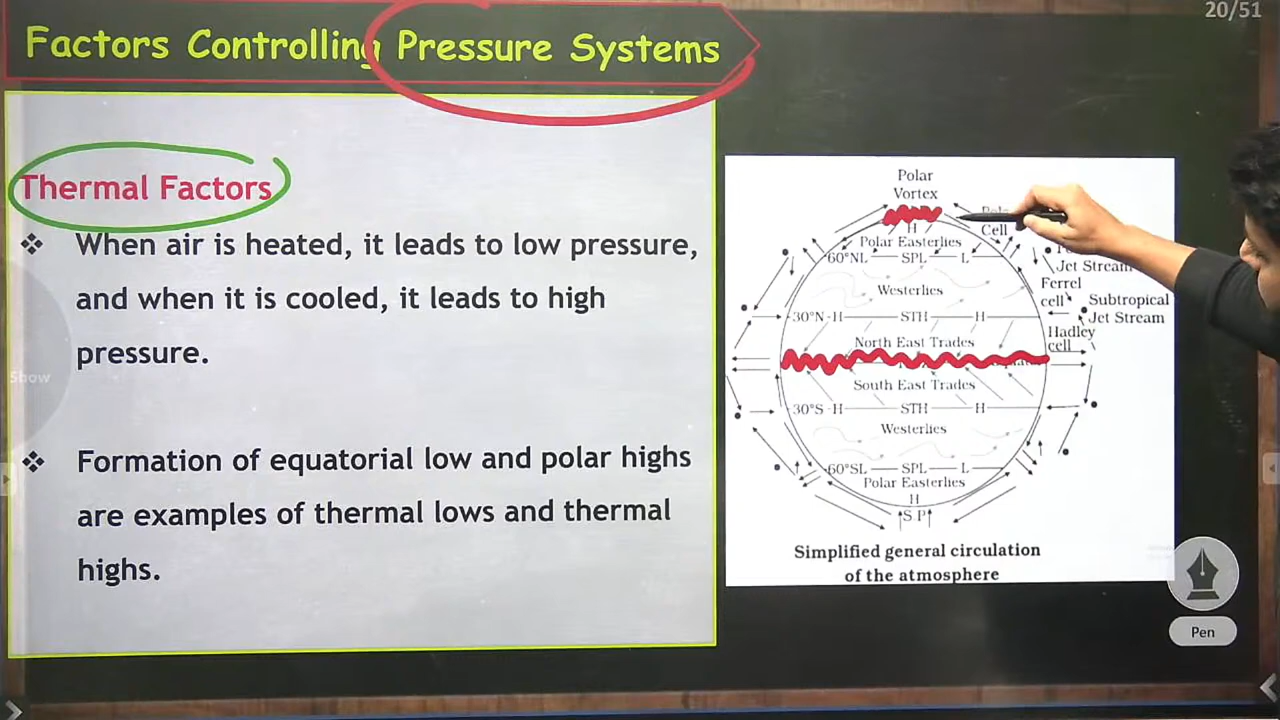 20/51
Factors Controlling Pressure Systems
Thermal Factors
❖ When air is heated, it leads to low pressure,
and when it is cooled, it leads to high
pressure.
Show
❖ Formation of equatorial low and polar highs
are examples of thermal lows and thermal
highs.
Polar
Vortex
H
Cell
Polar Easterlies
60°NL SPL L
Jet Stream
Westerlies
Ferrel
cell
Subtropical
Jet Stream
30°N-H STH H
Hadley
cell
North East Trades
South East Trades
30°S-H STH H
Westerlies
60°SL SPL L
Polar Easterlies
H
S P
Simplified general circulation
of the atmosphere
Pen